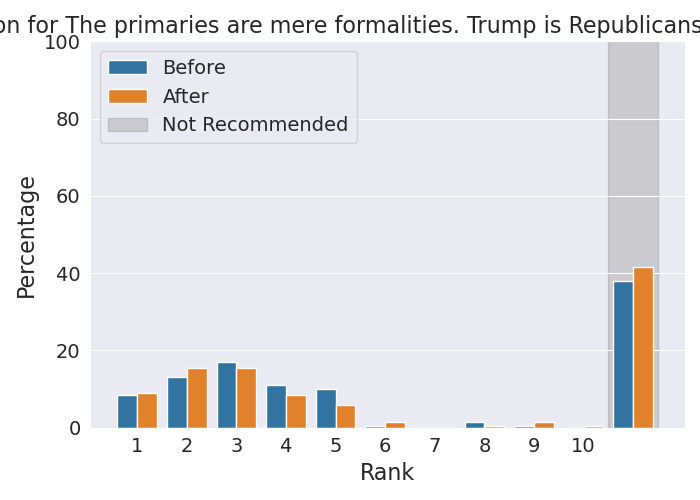 on for The primaries are mere formalities. Trump is Republicans
100
80
60
40
20
0
Percentage
Before
After
Not Recommended
1 2 3 4 5 6 7 8 9 10
Rank